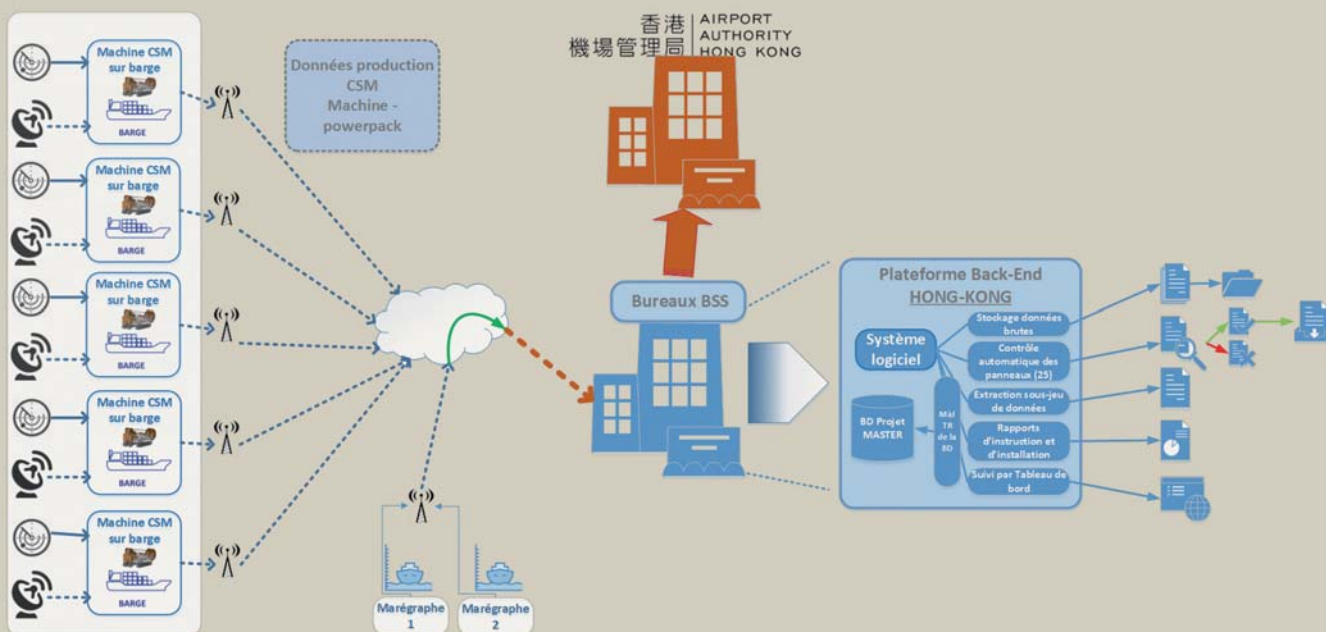 Machine CSM
sur barge
BARGE
Machine CSM
sur barge
BARGE
Machine CSM
sur barge
BARGE
Machine CSM
sur barge
BARGE
Machine CSM
sur barge
BARGE
Données production
CSM
Machine -
powerpack
香港
機場管理局
AIRPORT
AUTHORITY
HONG KONG
Bureaux BSS
Marégraphe
1
Marégraphe
2
Plateforme Back-End
HONG-KONG
Système
logiciel
BD Projet
MASTER
MàJ
TR
de la
BD
Stockage données
brutes
Contrôle
automatique des
panneaux (25)
Extraction sous-jeu
de données
Rapports
d'instruction et
d'installation
Suivi par Tableau de
bord